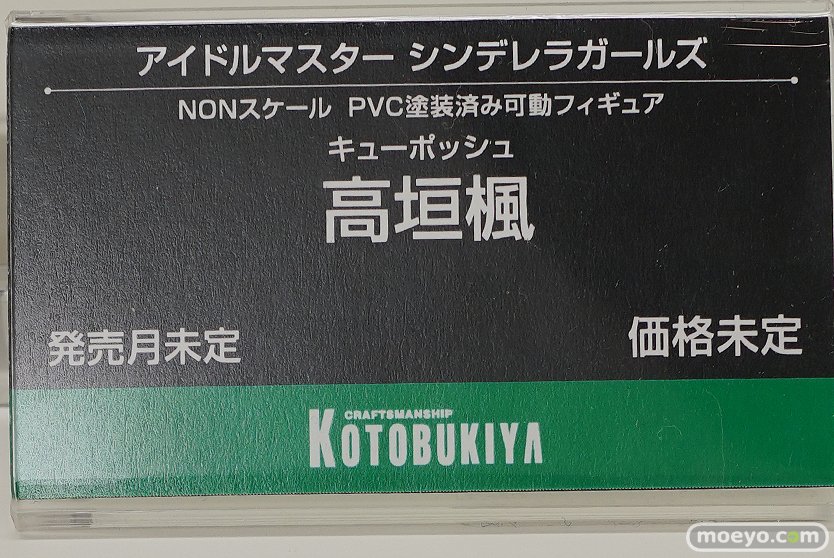 アイドルマスター シンデレラガールズ
NONスケール PVC塗装済み可動フィギュア
キューポッシュ
高垣楓
発売月未定
価格未定
CRAFTSMANSHIP
KOTOBUKIYA
moeyo.com